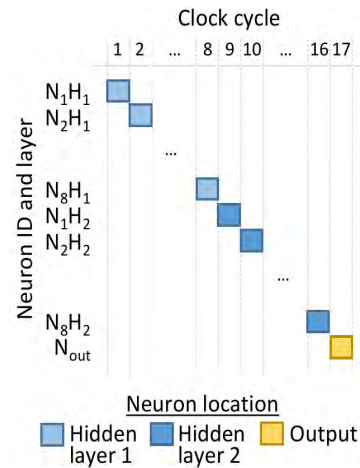 Clock cycle
1 2 ... 8 9 10 ... 16 17
Neuron ID and layer
N₁H₁
N₂H₁
...
N₈H₁
N₁H₂
N₂H₂
...
N₈H₂
Nₒᵤₜ
Neuron location
Hidden layer 1
Hidden layer 2
Output